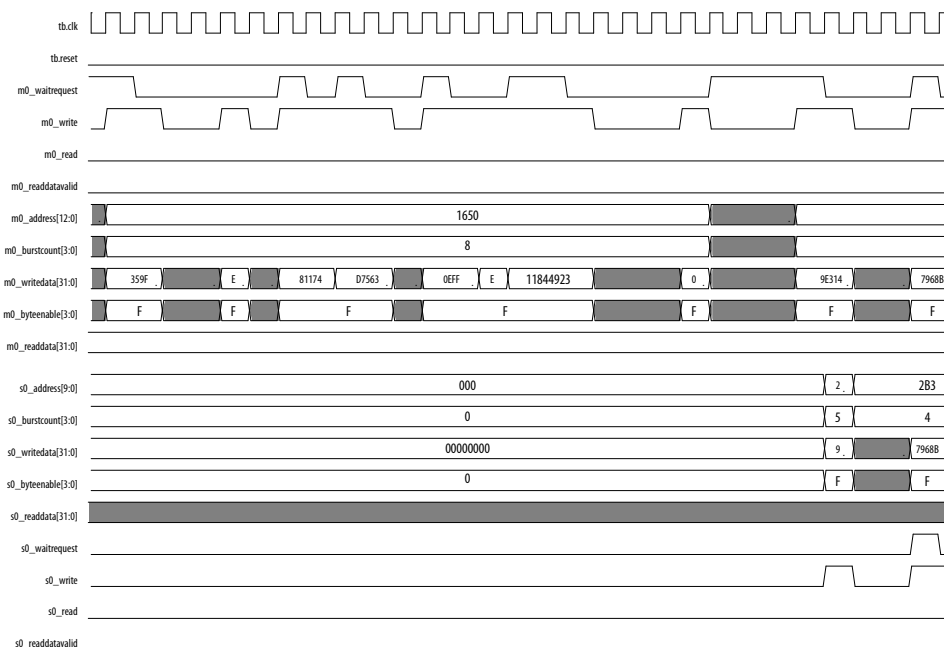 tb.clk
tb.reset
m0_waitrequest
m0_write
m0_read
m0_readdatavalid
m0_address[12:0] . 1650 .
m0_burstcount[3:0] 8
m0_writedata[31:0] . 359F . . E . . 81174 D7563 . . 0EFF . E 11844923 0 . 9E314 . . 7968B
m0_byteenable[3:0] F F F F F F F
m0_readdata[31:0]
s0_address[9:0] 000 2 . 2B3
s0_burstcount[3:0] 0 5 4
s0_writedata[31:0] 00000000 9 . . 7968B
s0_byteenable[3:0] 0 F F
s0_readdata[31:0]
s0_waitrequest
s0_write
s0_read
s0_readdatavalid